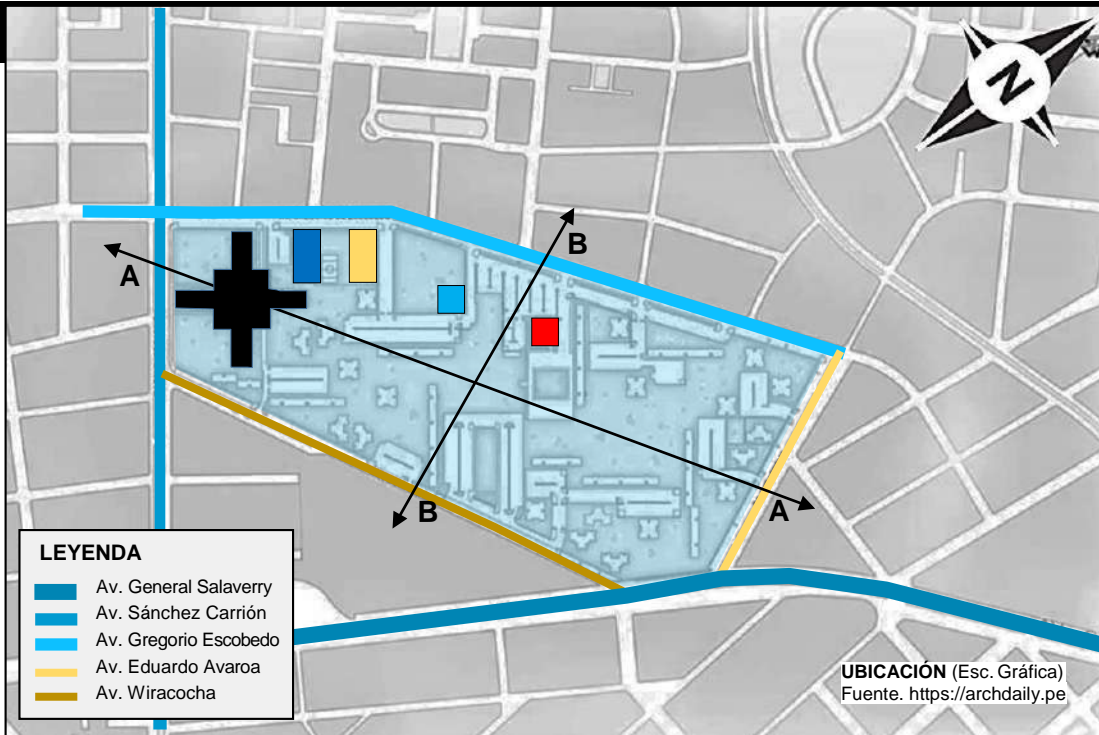 N
A
B
B
A
LEYENDA
Av. General Salaverry
Av. Sánchez Carrión
Av. Gregorio Escobedo
Av. Eduardo Avaroa
Av. Wiracocha
UBICACIÓN (Esc. Gráfica)
Fuente. https://archdaily.pe